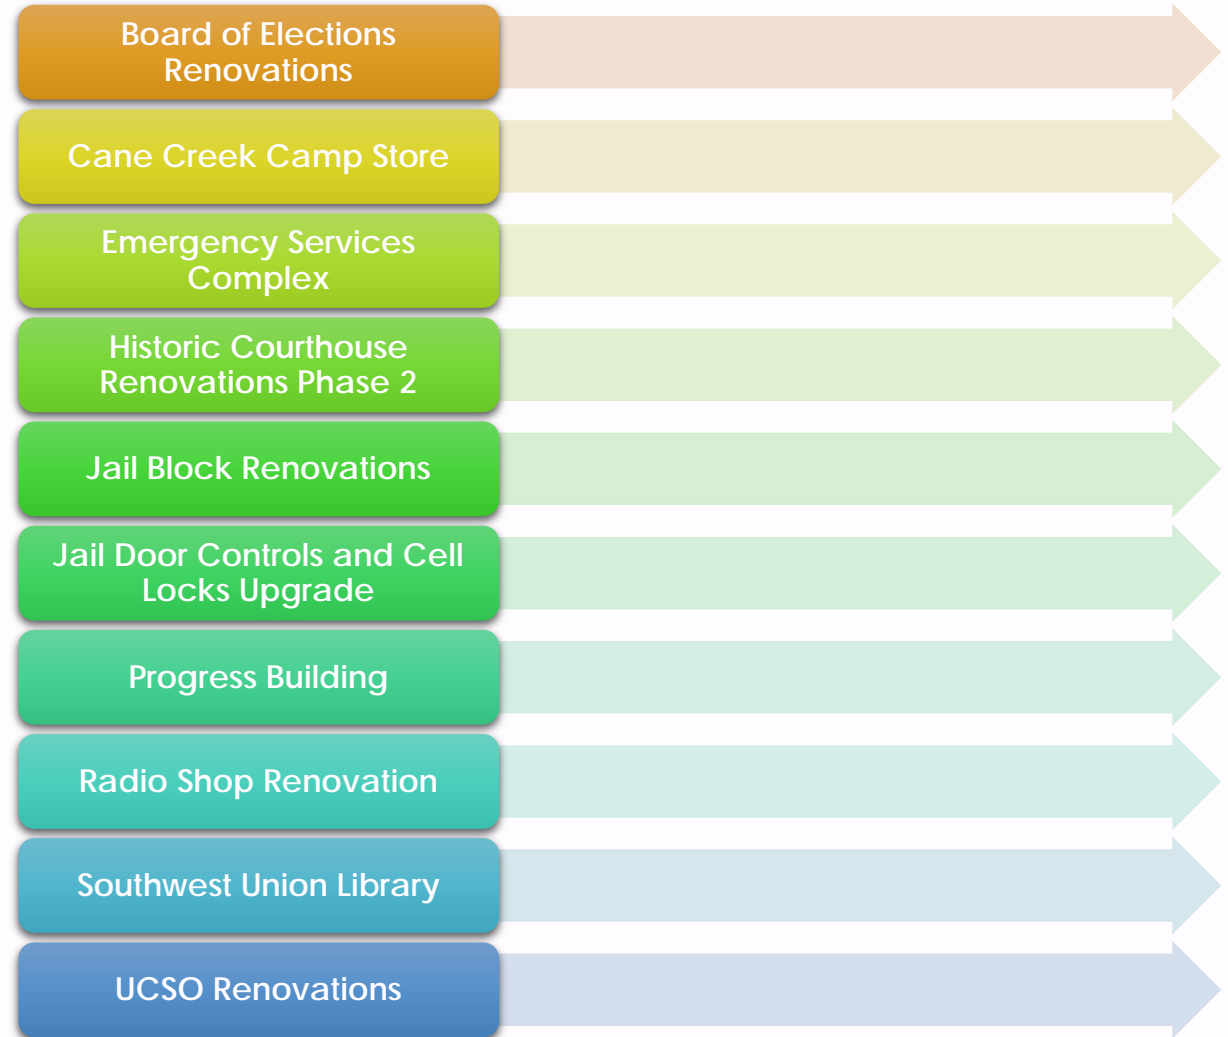 Board of Elections
Renovations
Cane Creek Camp Store
Emergency Services
Complex
Historic Courthouse
Renovations Phase 2
Jail Block Renovations
Jail Door Controls and Cell
Locks Upgrade
Progress Building
Radio Shop Renovation
Southwest Union Library
UCSO Renovations